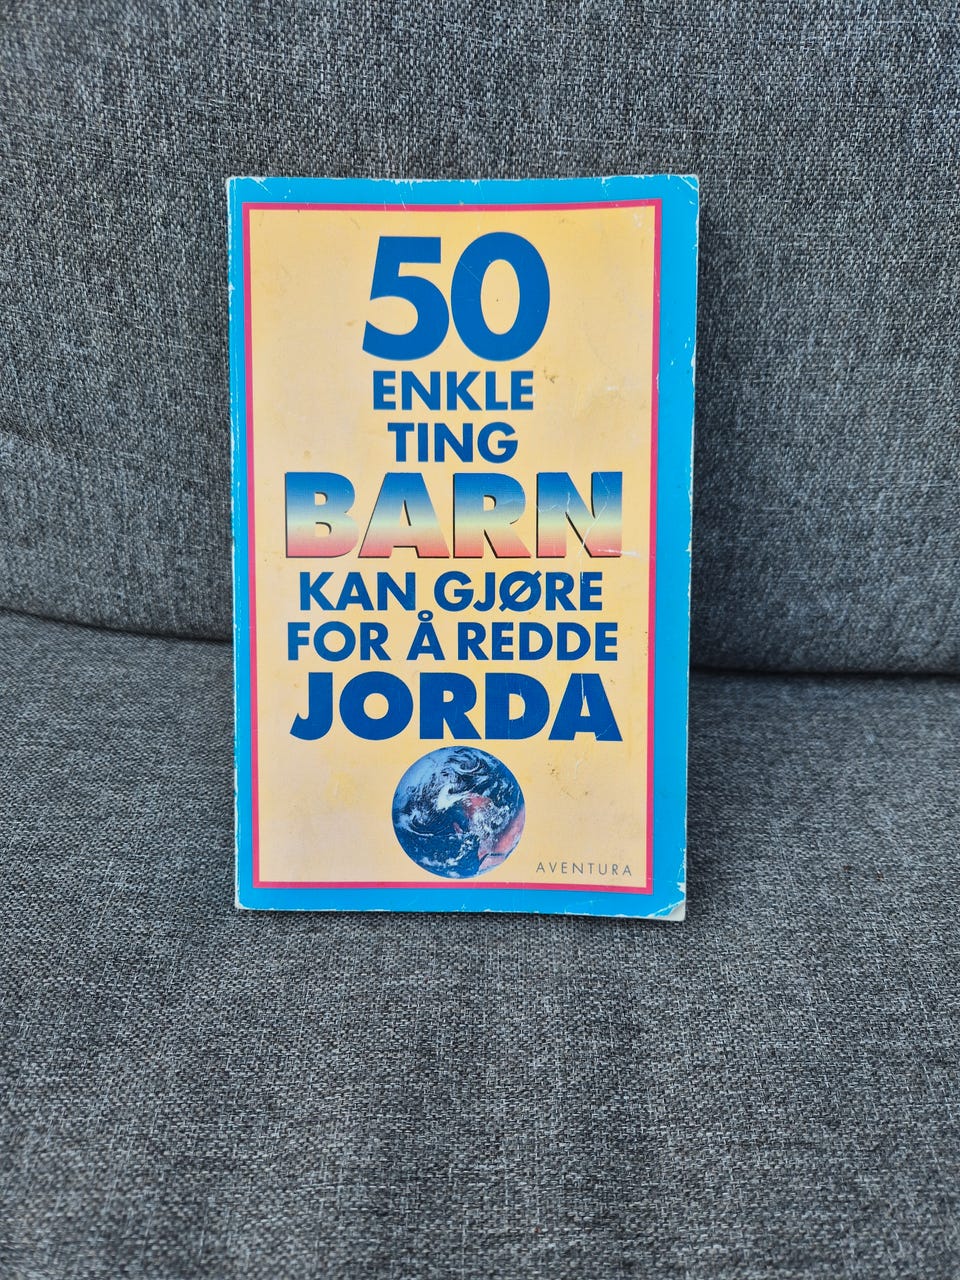 50
ENKLE
TING
BARN
KAN GJØRE
FOR Å REDDE
JORDA
AVENTURA